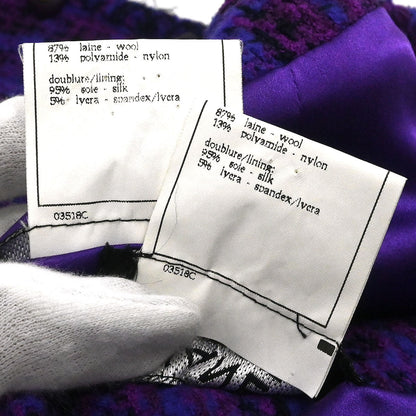 87% laine - wool
13% polyamide - nylon
doublure/lining:
95% soie - silk
5% lycra - spandex/lycra
03518C
87% laine - wool
13% polyamide - nylon
doublure/lining:
95% soie - silk
5% lycra - spandex/lycra
03518C